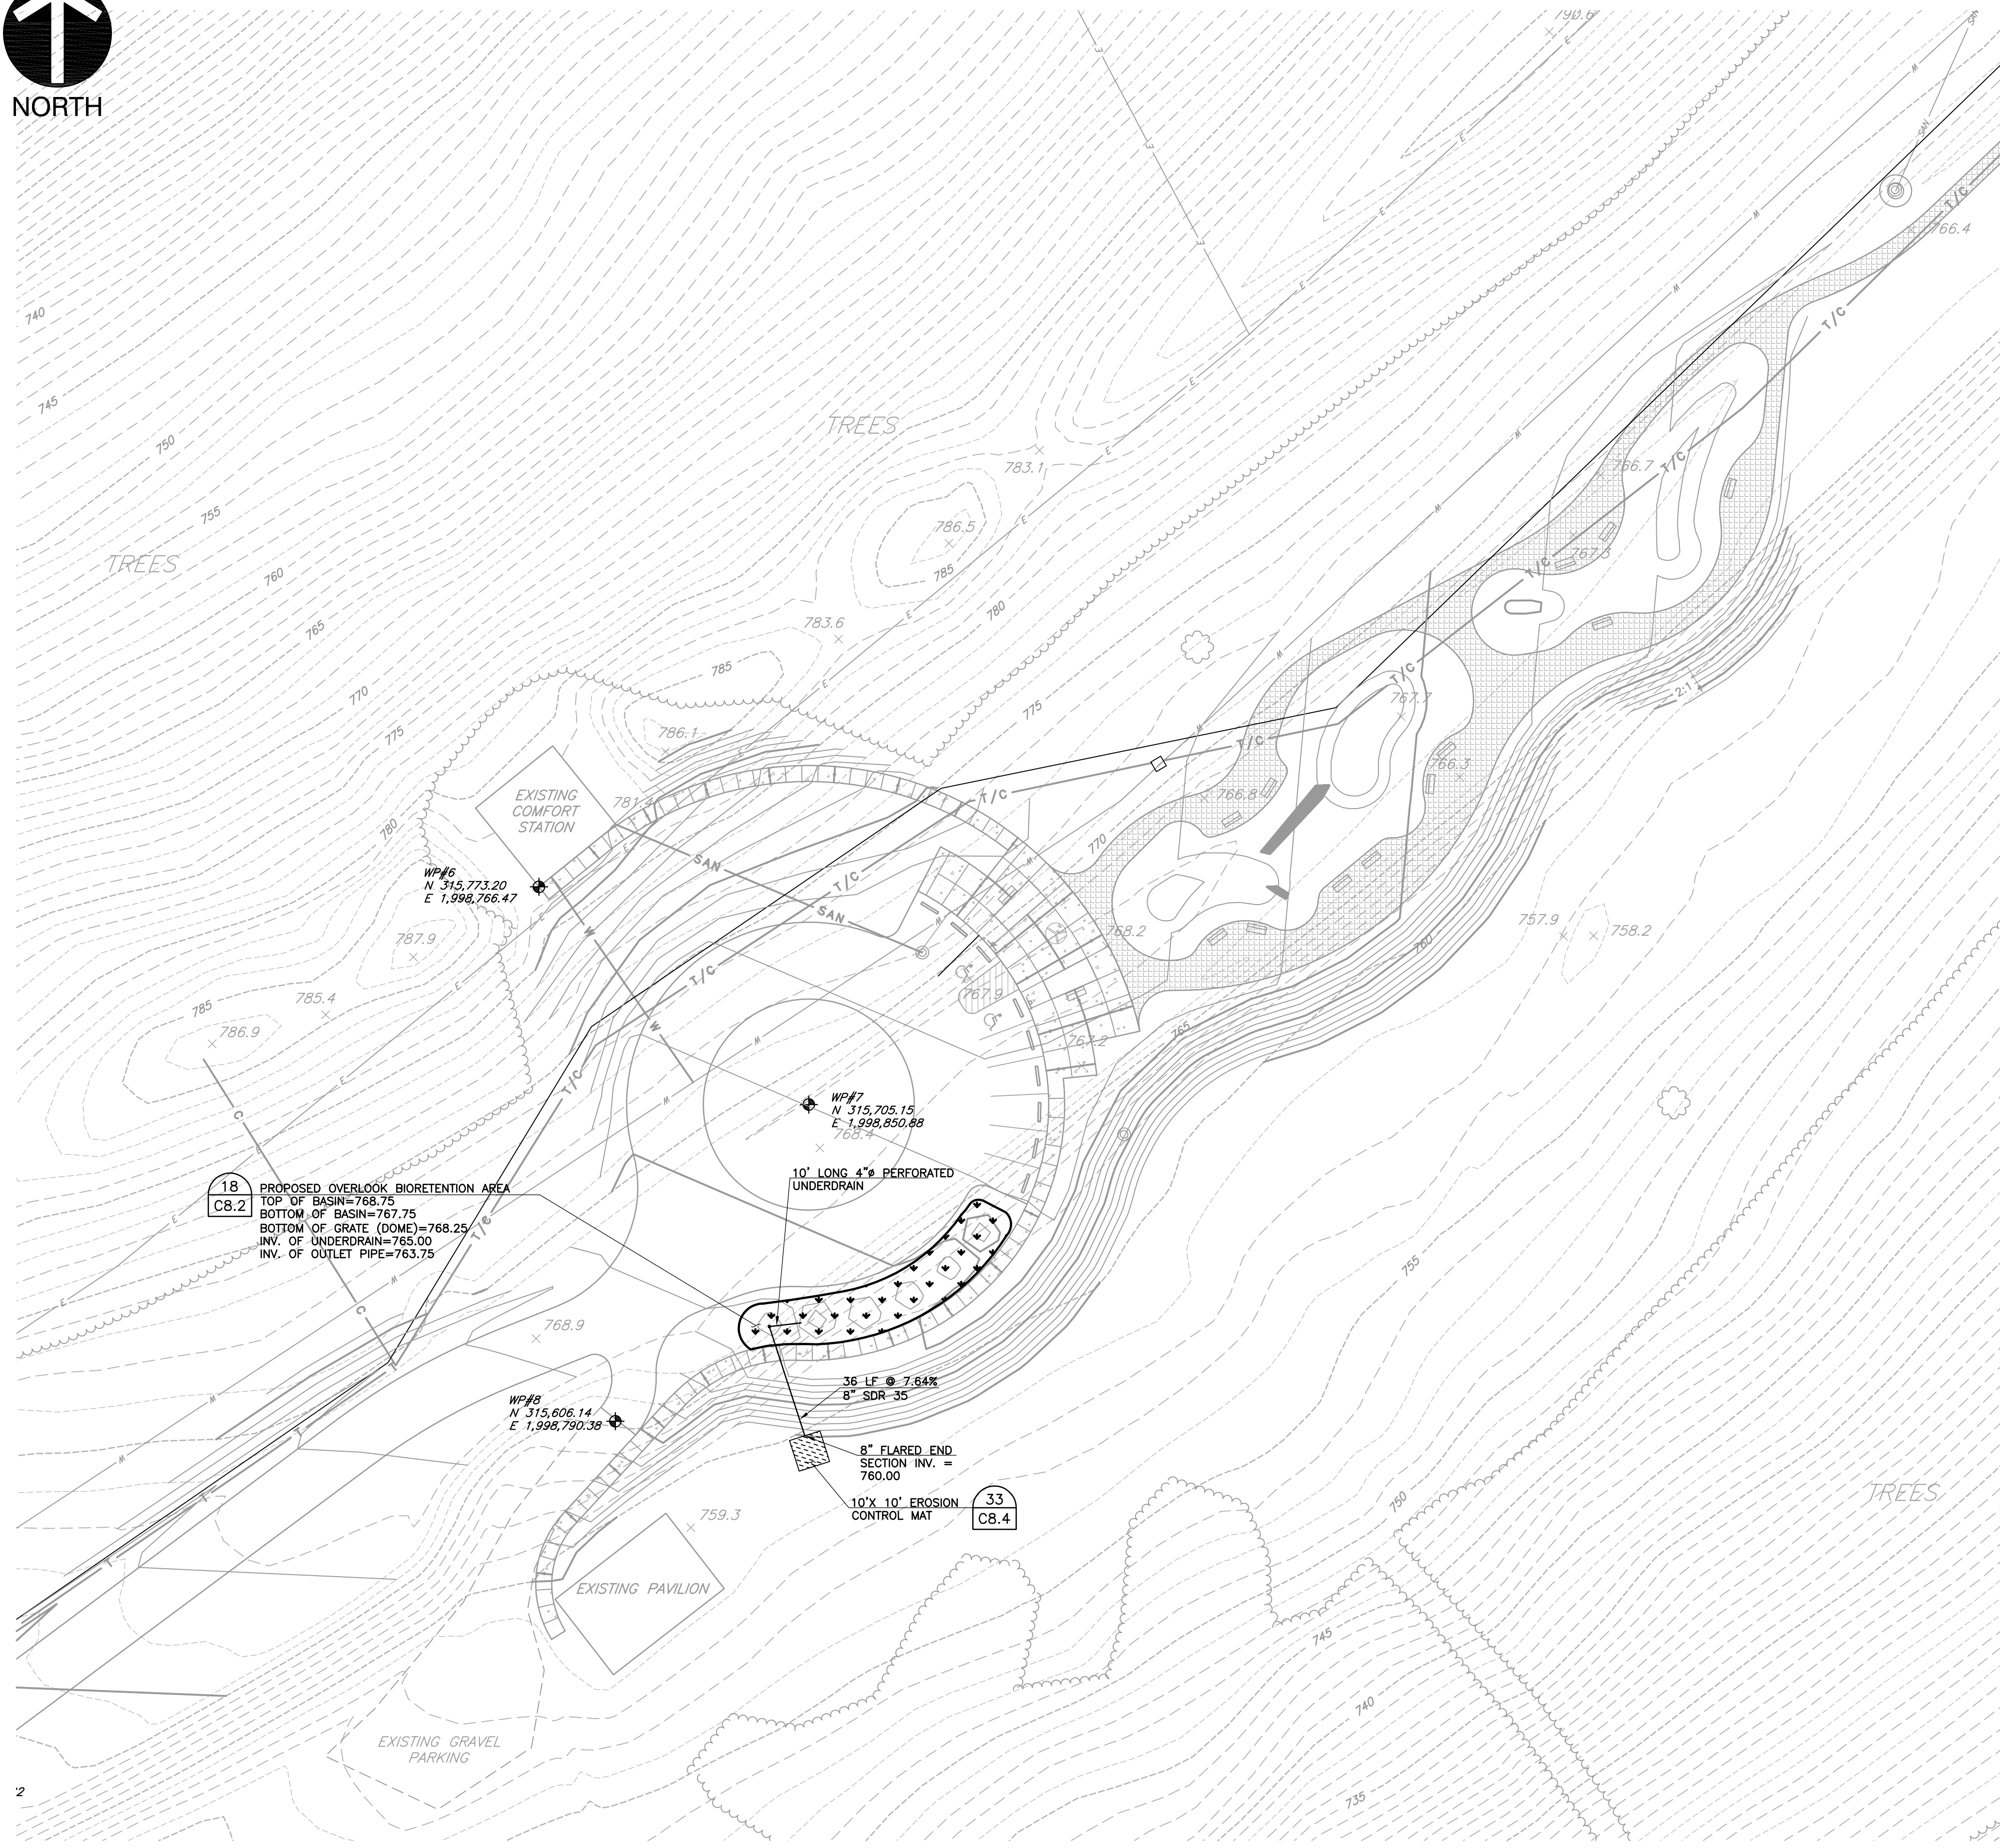 NORTH
790.6
E
E
SAN
W
SAN
T/C
766.4
E
E
W
W
W
740
E
E
E
T/C
745
750
TREES
W
755
783.1
E
W
766.7
T/C
TREES
786.5
E
785
767.3
T/C
760
765
783.6
E
780
785
E
W
T/C
767.7
2:1
770
775
775
786.1
W
T/C
766.3
EXISTING
COMFORT
STATION
781.4
T/C
766.8
780
770
SAN
T/C
WP#6
N 315,773.20
E 1,998,766.47
SAN
W
W
787.9
768.2
760
757.9
758.2
T/C
767.9
785
785.4
786.9
E
W
765
767.2
W
T/C
E
W
C
E
WP#7
N 315,705.15
E 1,998,850.88
768.4
10' LONG 4"ø PERFORATED
UNDERDRAIN
18
C8.2
PROPOSED OVERLOOK BIORETENTION AREA
TOP OF BASIN=768.75
BOTTOM OF BASIN=767.75
BOTTOM OF GRATE (DOME)=768.25
INV. OF UNDERDRAIN=765.00
INV. OF OUTLET PIPE=763.75
T/C
E
W
E
C
755
768.9
36 LF @ 7.64%
8" SDR 35
W
WP#8
N 315,606.14
E 1,998,790.38
T
W
8" FLARED END
SECTION INV. =
760.00
10'X 10' EROSION
CONTROL MAT
33
C8.4
T
750
TREES
759.3
T
EXISTING PAVILION
745
740
EXISTING GRAVEL
PARKING
735